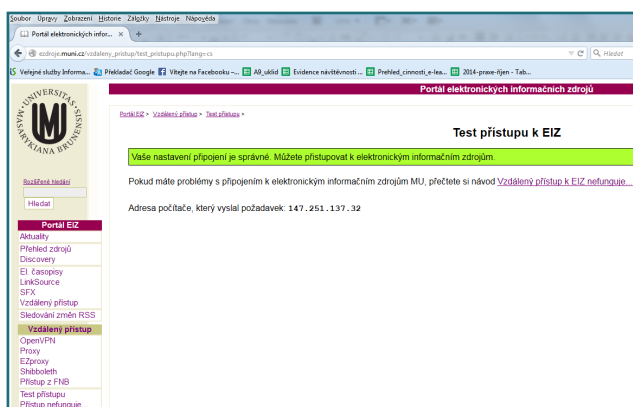 Soubor Úpravy Zobrazení Historie Záložky Nástroje Nápověda
Portál elektronických infor... × +
ezdroje.muni.cz/vzdaleny_pristup/test_pristupu.php?lang=cs
Hledat
Veřejné služby Informa... Překladač Google Vítejte na Facebooku –... A9_uklid Evidence návštěvnosti ... Prehled_cinnosti_e-lea... 2014-praxe-říjen - Tab...
Portál elektronických informačních zdrojů
UNIVERSITAS MASARYKIANA BRUNENSIS
Portál EIZ > Vzdálený přístup > Test přístupu >
Test přístupu k EIZ
Vaše nastavení připojení je správné. Můžete přistupovat k elektronickým informačním zdrojům.
Pokud máte problémy s připojením k elektronickým informačním zdrojům MU, přečtete si návod Vzdálený přístup k EIZ nefunguje...
Adresa počítače, který vyslal požadavek: 147.251.137.32
Rozšířené hledání
Hledat
Portál EIZ
Aktuality
Přehled zdrojů
Discovery
El. časopisy
LinkSource
SFX
Vzdálený přístup
Sledování změn RSS
Vzdálený přístup
OpenVPN
Proxy
EZproxy
Shibboleth
Přístup z FNB
Test přístupu
Přístup nefunguje